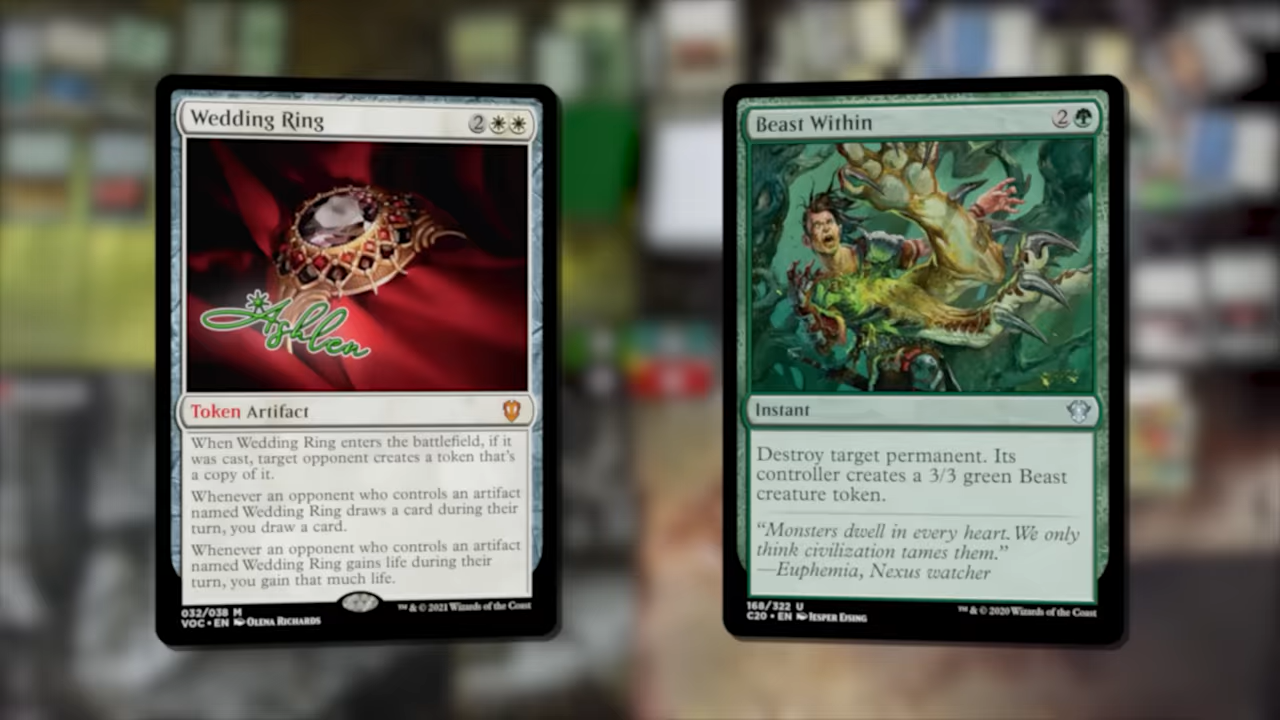 Wedding Ring
2
Ashlen
Token Artifact
When Wedding Ring enters the battlefield, if it
was cast, target opponent creates a token that's
a copy of it.
Whenever an opponent who controls an artifact
named Wedding Ring draws a card during their
turn, you draw a card.
Whenever an opponent who controls an artifact
named Wedding Ring gains life during their
turn, you gain that much life.
032/038 M
VOC • EN OLENA RICHARDS
™ & © 2021 Wizards of the Coast
Beast Within
2
Instant
Destroy target permanent. Its
controller creates a 3/3 green Beast
creature token.
“Monsters dwell in every heart. We only
think civilization tames them.”
—Euphemia, Nexus watcher
168/322 U
C20 • EN JESPER EJSING
™ & © 2020 Wizards of the Coast